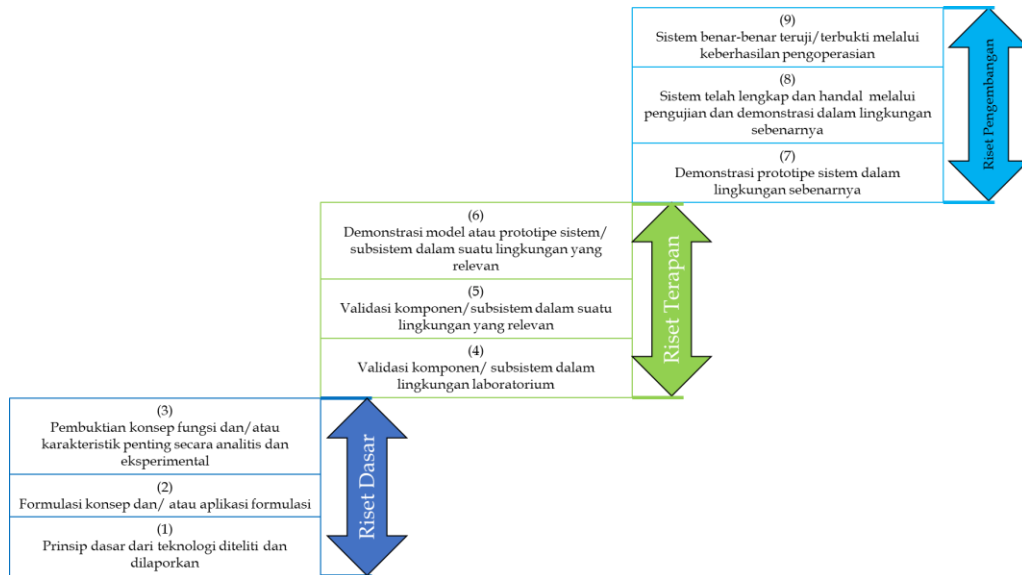 (9)
Sistem benar-benar teruji/terbukti melalui
keberhasilan pengoperasian
(8)
Sistem telah lengkap dan handal melalui
pengujian dan demonstrasi dalam lingkungan
sebenarnya
(7)
Demonstrasi prototipe sistem dalam
lingkungan sebenarnya
Riset Pengembangan
(6)
Demonstrasi model atau prototipe sistem/
subsistem dalam suatu lingkungan yang
relevan
(5)
Validasi komponen/subsistem dalam suatu
lingkungan yang relevan
(4)
Validasi komponen/ subsistem dalam
lingkungan laboratorium
Riset Terapan
(3)
Pembuktian konsep fungsi dan/atau
karakteristik penting secara analitis dan
eksperimental
(2)
Formulasi konsep dan/ atau aplikasi formulasi
(1)
Prinsip dasar dari teknologi diteliti dan
dilaporkan
Riset Dasar